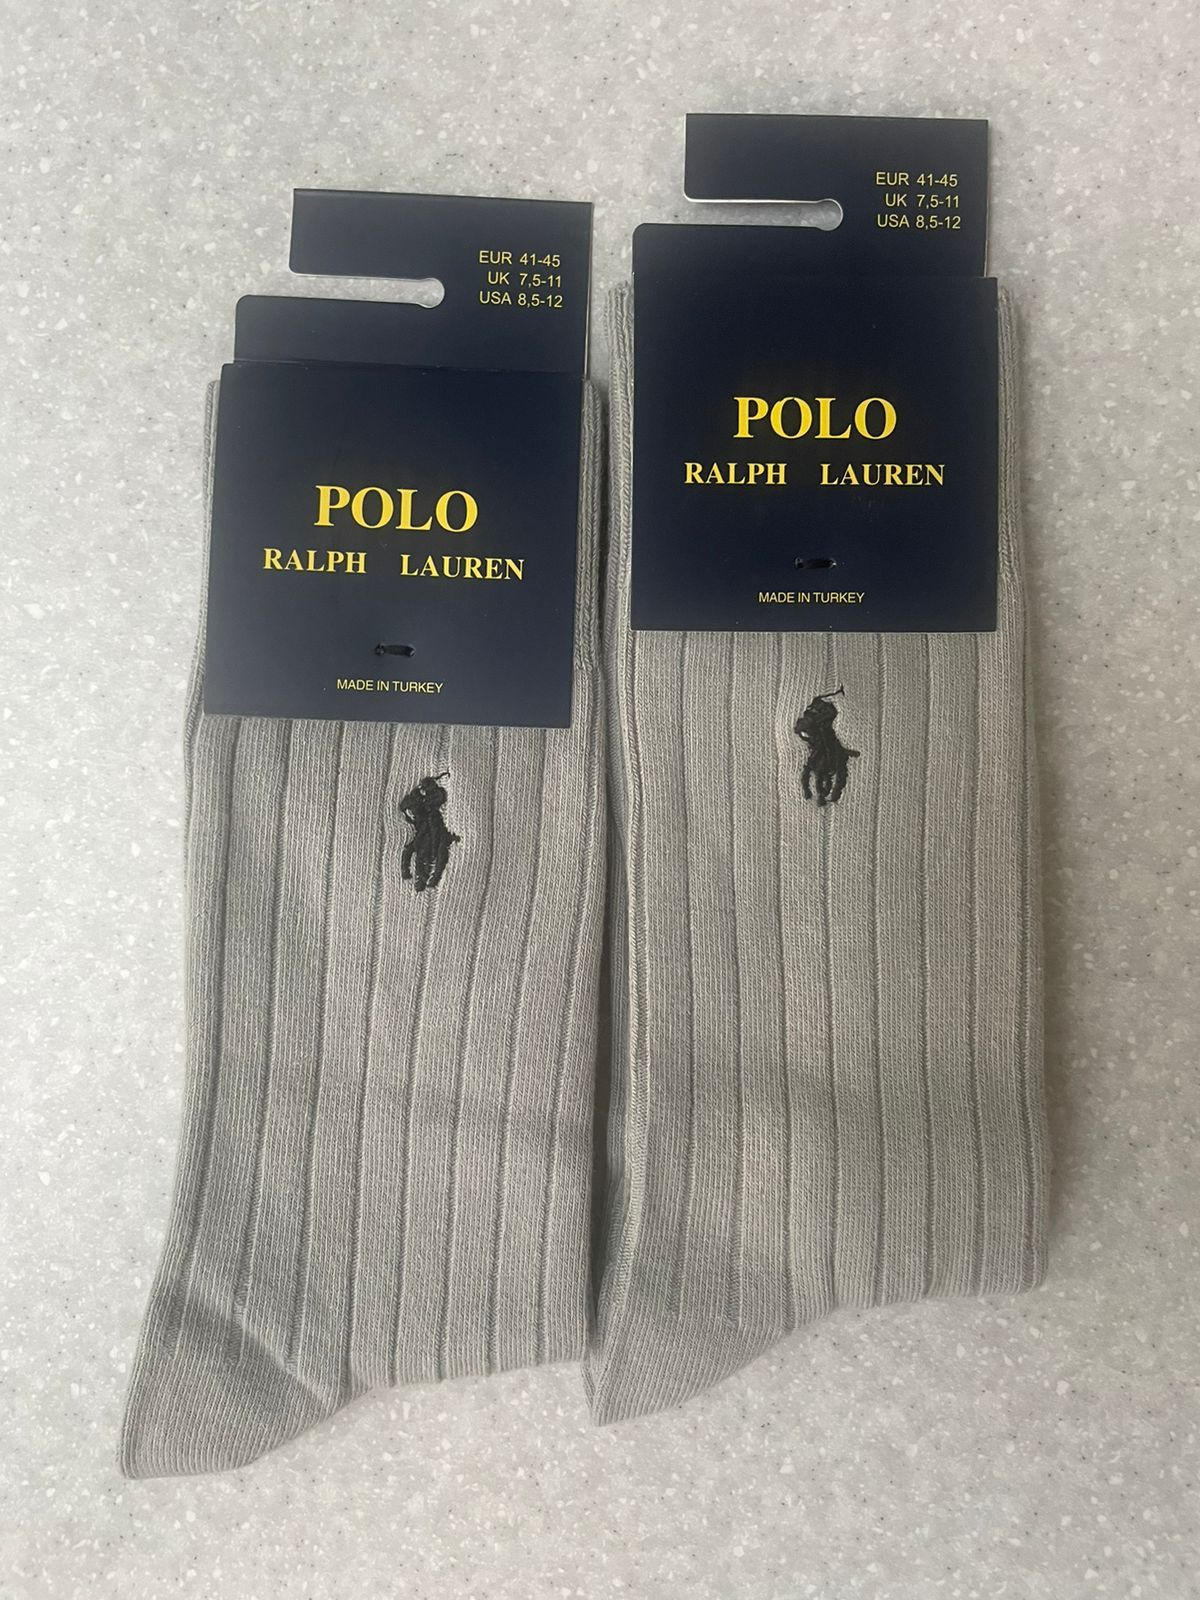 EUR 41-45
UK 7,5-11
USA 8,5-12
POLO
RALPH LAUREN
MADE IN TURKEY
EUR 41-45
UK 7,5-11
USA 8,5-12
POLO
RALPH LAUREN
MADE IN TURKEY